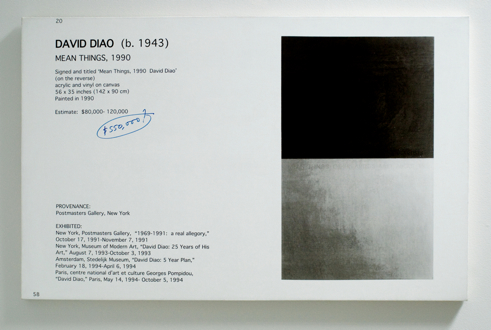 20
DAVID DIAO (b. 1943)
MEAN THINGS, 1990
Signed and titled 'Mean Things, 1990 David Diao'
(on the reverse)
acrylic and vinyl on canvas
56 x 35 inches (142 x 90 cm)
Painted in 1990
Estimate: $80,000- 120,000
$550,000?
PROVENANCE:
Postmasters Gallery, New York
EXHIBITED:
New York, Postmasters Gallery, "1969-1991: a real allegory,"
October 17, 1991-November 7, 1991
New York, Museum of Modern Art, "David Diao: 25 Years of His
Art," August 7, 1993-October 3, 1993
Amsterdam, Stedelijk Museum, "David Diao: 5 Year Plan,"
February 18, 1994-April 6, 1994
Paris, centre national d'art et culture Georges Pompidou,
"David Diao," Paris, May 14, 1994- October 5, 1994
58